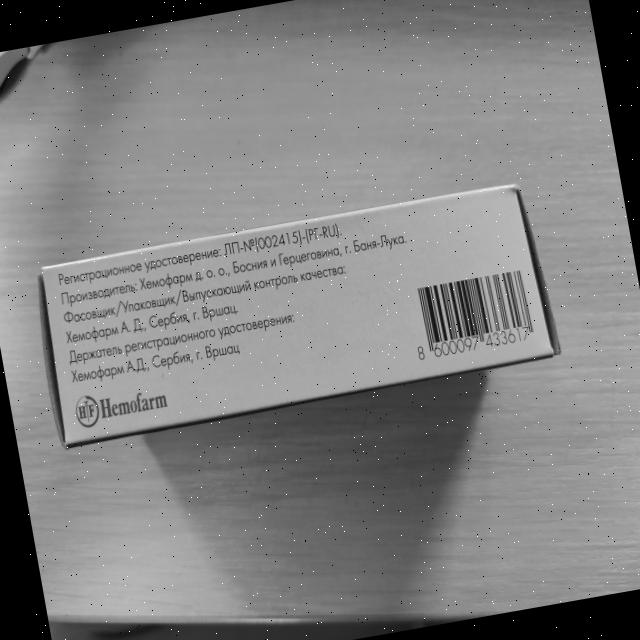 Регистрационное удостоверение: ЛП-№(002415)-(РГ-RU).
Производитель: Хемофарм д. о. о., Босния и Герцеговина, г. Баня-Лука.
Фасовщик/Упаковщик/Выпускающий контроль качества:
Хемофарм А. Д., Сербия, г. Вршац.
Держатель регистрационного удостоверения:
Хемофарм А.Д., Сербия, г. Вршац
HF Hemofarm
8 600097 433617